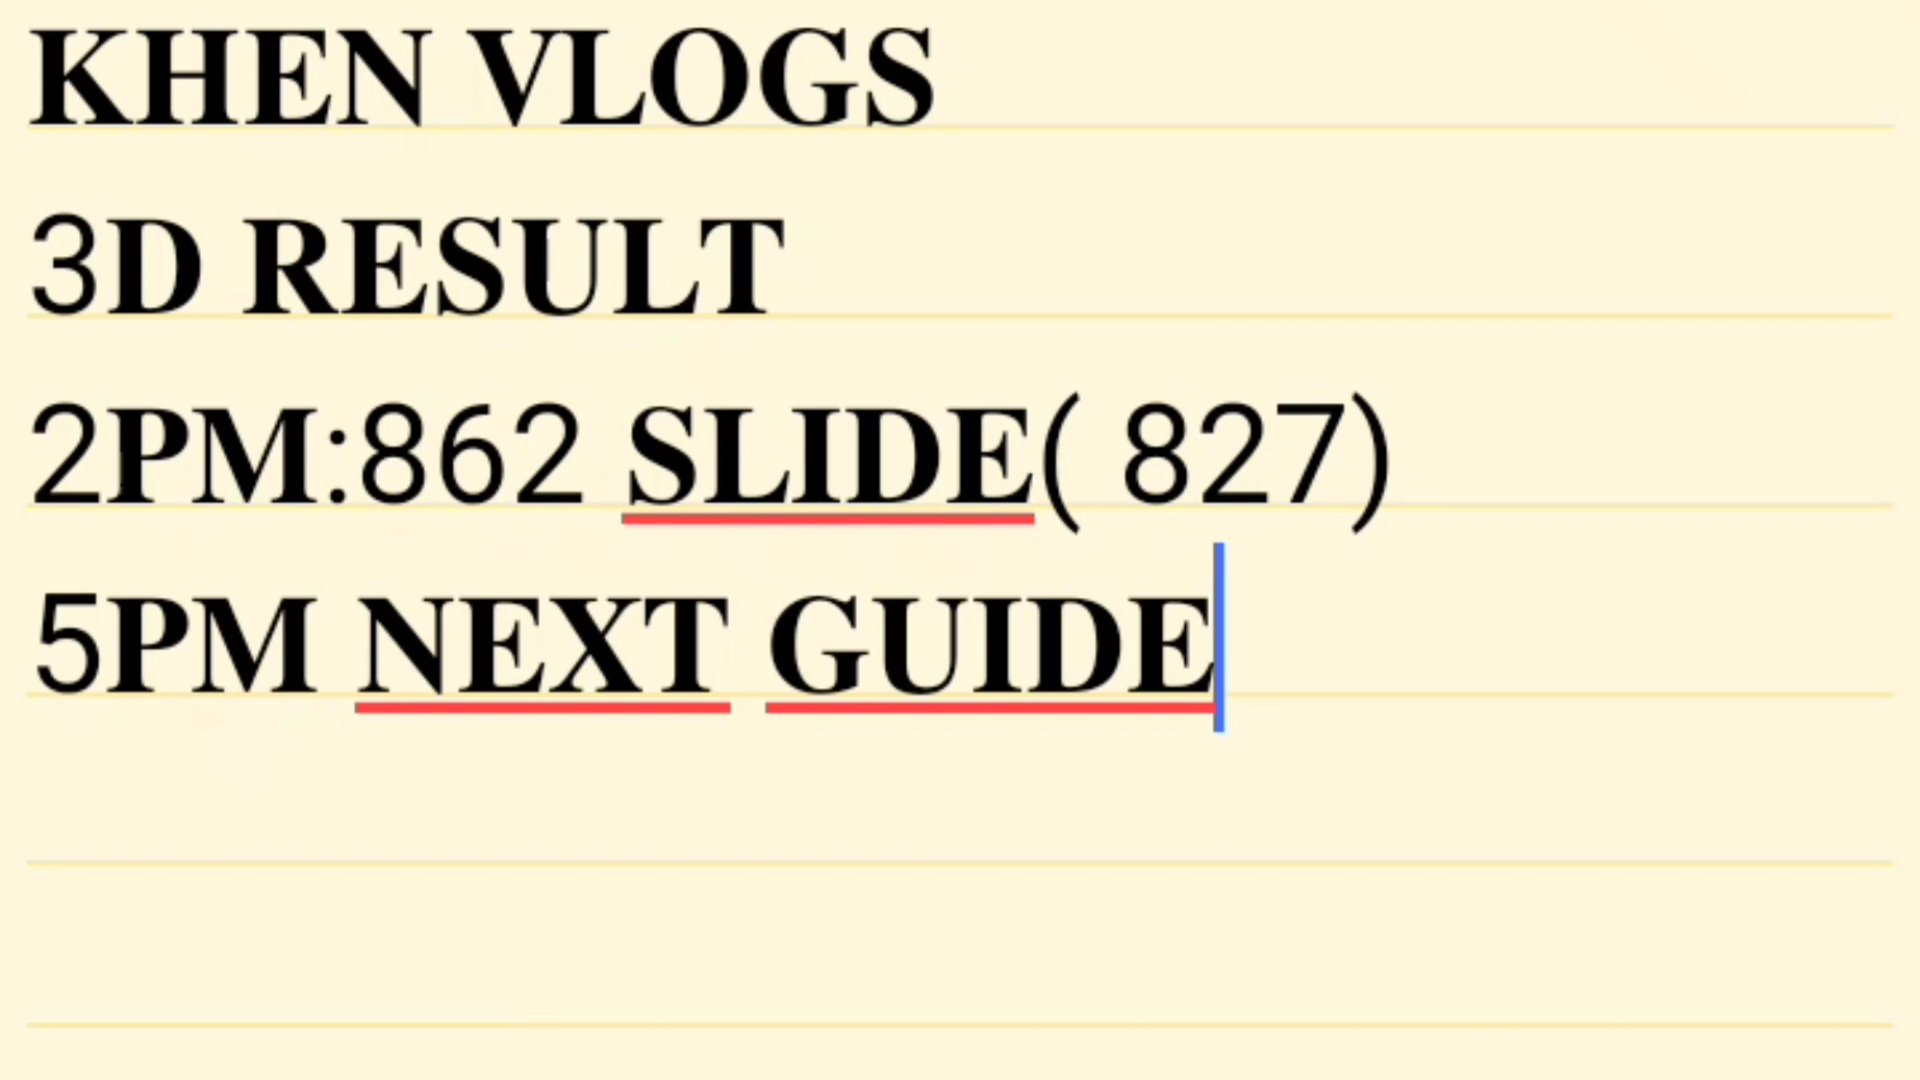 KHEN VLOGS
3D RESULT
2PM:862 SLIDE( 827)
5PM NEXT GUIDE